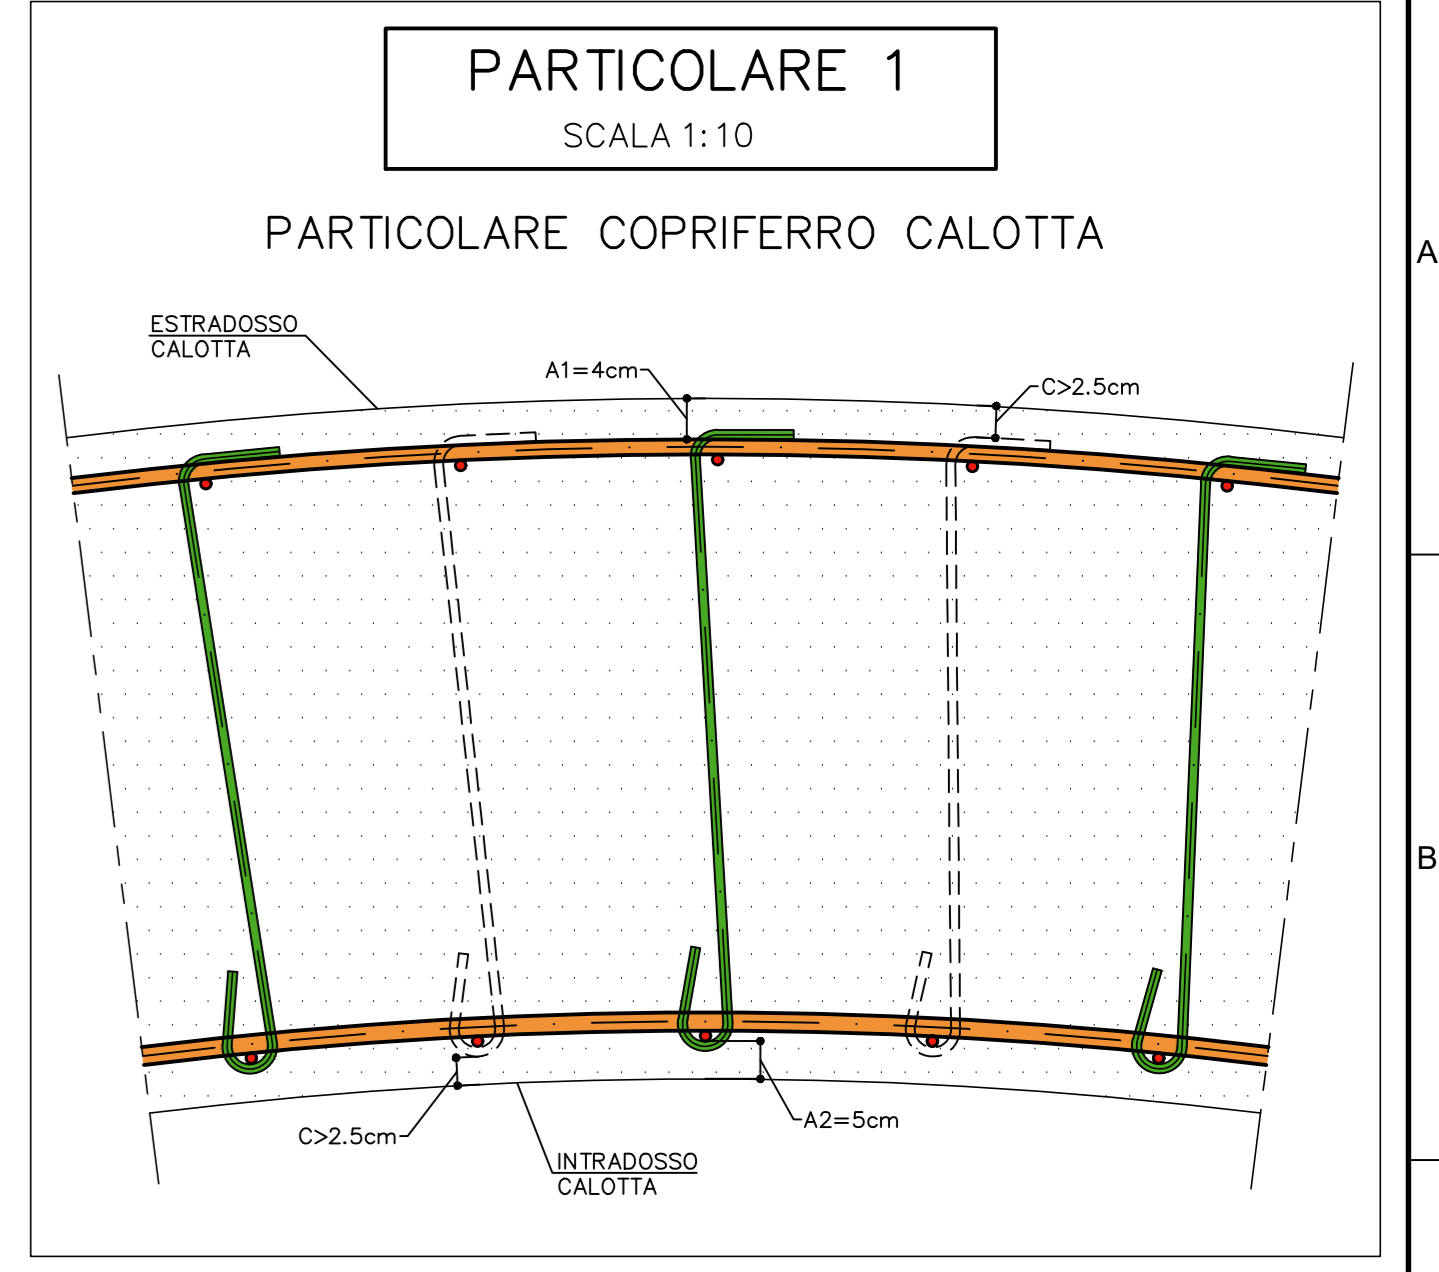 PARTICOLARE 1
SCALA 1:10
PARTICOLARE COPRIFERRO CALOTTA
A
ESTRADOSSO
CALOTTA
A1=4cm
C>2.5cm
B
C>2.5cm
A2=5cm
INTRADOSSO
CALOTTA